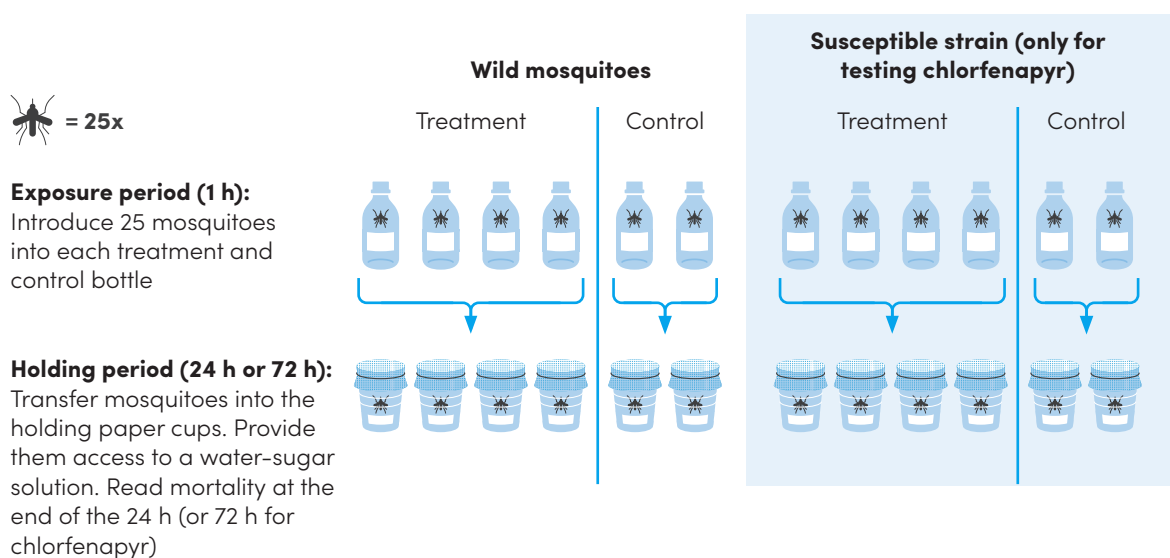 Wild mosquitoes
Susceptible strain (only for
testing chlorfenapyr)
= 25x
Treatment
Control
Treatment
Control
Exposure period (1 h):
Introduce 25 mosquitoes
into each treatment and
control bottle
Holding period (24 h or 72 h):
Transfer mosquitoes into the
holding paper cups. Provide
them access to a water-sugar
solution. Read mortality at the
end of the 24 h (or 72 h for
chlorfenapyr)